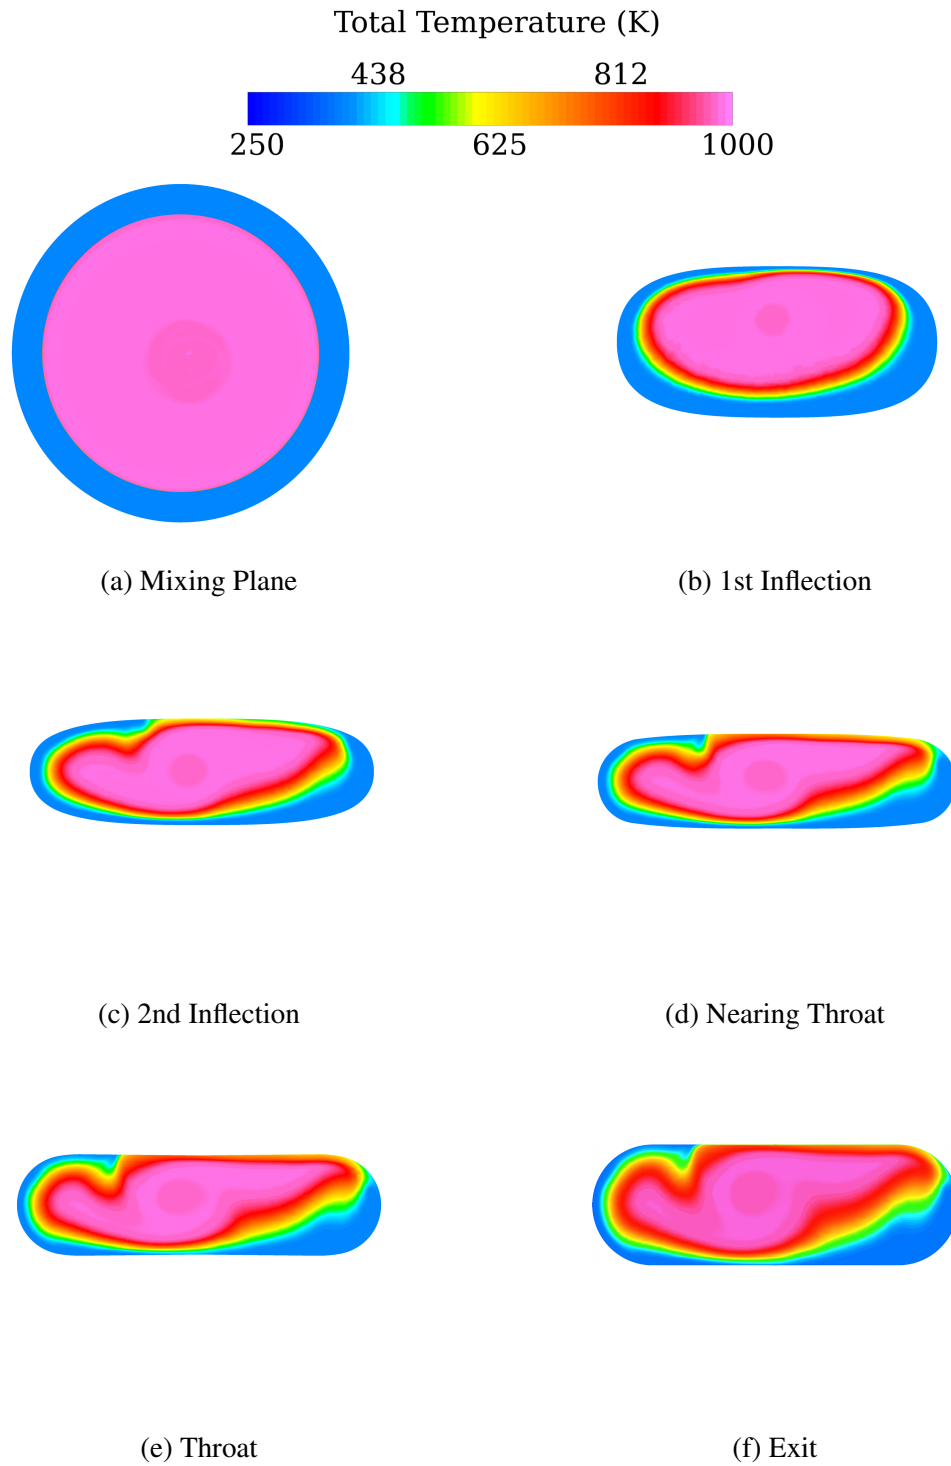 Total Temperature (K)
438 812
250 625 1000
(a) Mixing Plane
(b) 1st Inflection
(c) 2nd Inflection
(d) Nearing Throat
(e) Throat
(f) Exit